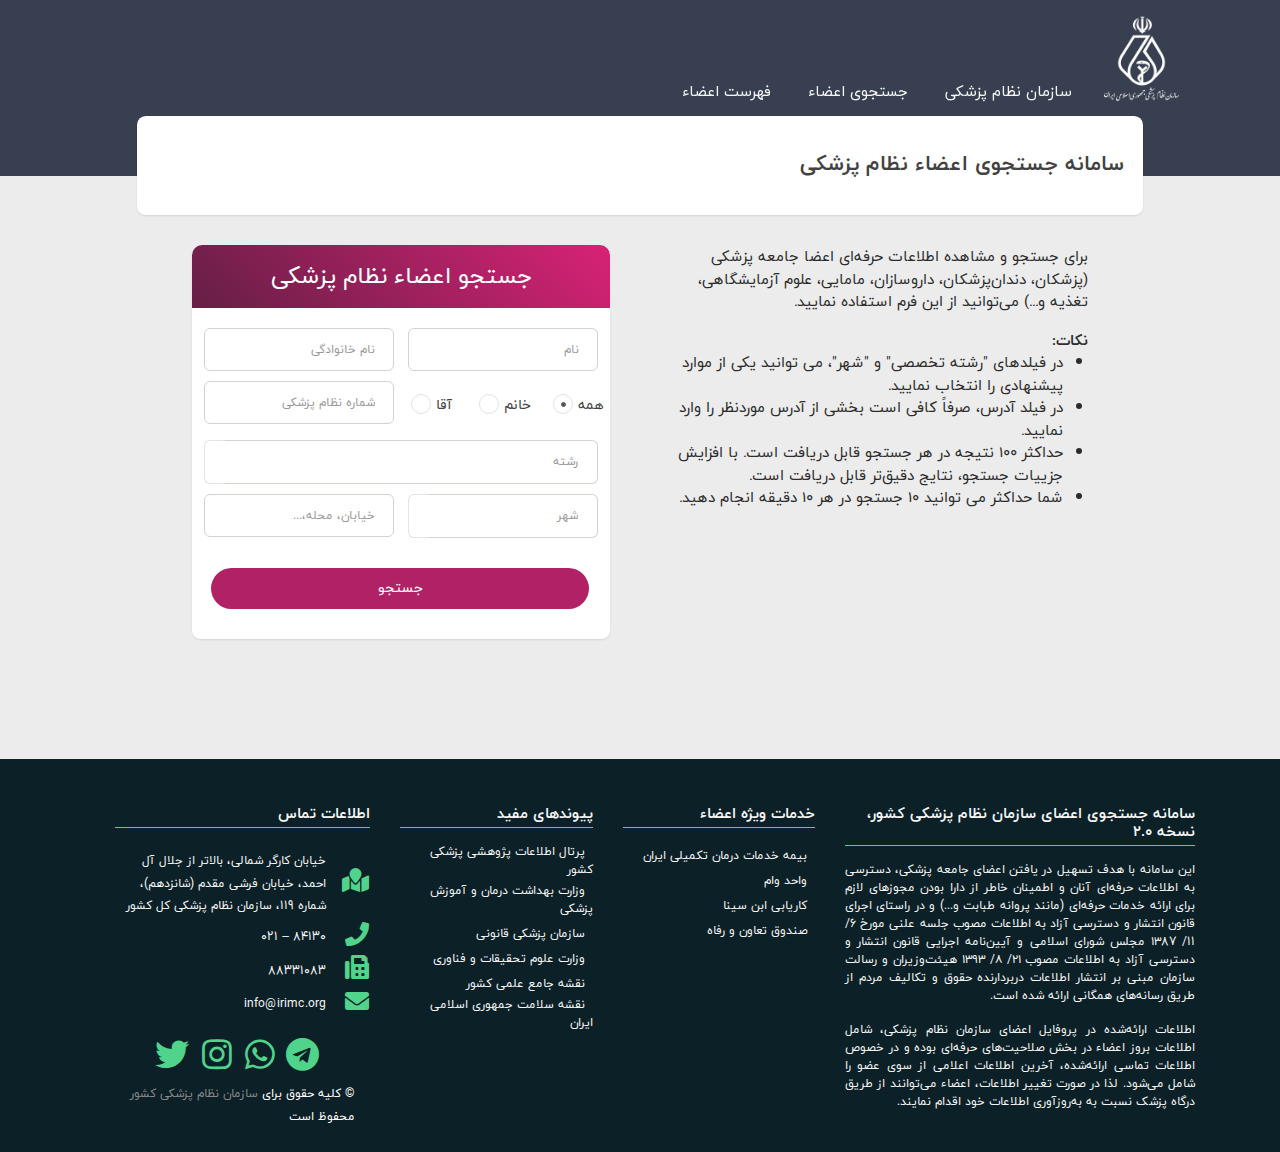 سازمان نظام پزشکی جمهوری اسلامی ایران
سازمان نظام پزشکی
جستجوی اعضاء
فهرست اعضاء
سامانه جستجوی اعضاء نظام پزشکی
برای جستجو و مشاهده اطلاعات حرفه‌ای اعضا جامعه پزشکی
(پزشکان، دندان‌پزشکان، داروسازان، مامایی، علوم آزمایشگاهی،
تغذیه و...) می‌توانید از این فرم استفاده نمایید.
نکات:
در فیلدهای "رشته تخصصی" و "شهر"، می توانید یکی از موارد
پیشنهادی را انتخاب نمایید.
در فیلد آدرس، صرفاً کافی است بخشی از آدرس موردنظر را وارد
نمایید.
حداکثر ۱۰۰ نتیجه در هر جستجو قابل دریافت است. با افزایش
جزییات جستجو، نتایج دقیق‌تر قابل دریافت است.
شما حداکثر می توانید ۱۰ جستجو در هر ۱۰ دقیقه انجام دهید.
جستجو اعضاء نظام پزشکی
نام
نام خانوادگی
همه
خانم
آقا
شماره نظام پزشکی
رشته
شهر
خیابان، محله،...
جستجو
سامانه جستجوی اعضای سازمان نظام پزشکی کشور،
نسخه ۲.۰
این سامانه با هدف تسهیل در یافتن اعضای جامعه پزشکی، دسترسی
به اطلاعات حرفه‌ای آنان و اطمینان خاطر از دارا بودن مجوزهای لازم
برای ارائه خدمات حرفه‌ای (مانند پروانه طبابت و...) و در راستای اجرای
قانون انتشار و دسترسی آزاد به اطلاعات مصوب جلسه علنی مورخ ۶/
۱۱/ ۱۳۸۷ مجلس شورای اسلامی و آیین‌نامه اجرایی قانون انتشار و
دسترسی آزاد به اطلاعات مصوب ۲۱/ ۸/ ۱۳۹۳ هیئت‌وزیران و رسالت
سازمان مبنی بر انتشار اطلاعات دربردارنده حقوق و تکالیف مردم از
طریق رسانه‌های همگانی ارائه شده است.
اطلاعات ارائه‌شده در پروفایل اعضای سازمان نظام پزشکی، شامل
اطلاعات بروز اعضاء در بخش صلاحیت‌های حرفه‌ای بوده و در خصوص
اطلاعات تماسی ارائه‌شده، آخرین اطلاعات اعلامی از سوی عضو را
شامل می‌شود. لذا در صورت تغییر اطلاعات، اعضاء می‌توانند از طریق
درگاه پزشک نسبت به به‌روزآوری اطلاعات خود اقدام نمایند.
خدمات ویژه اعضاء
بیمه خدمات درمان تکمیلی ایران
واحد وام
کاریابی ابن سینا
صندوق تعاون و رفاه
پیوندهای مفید
پرتال اطلاعات پژوهشی پزشکی
کشور
وزارت بهداشت درمان و آموزش
پزشکی
سازمان پزشکی قانونی
وزارت علوم تحقیقات و فناوری
نقشه جامع علمی کشور
نقشه سلامت جمهوری اسلامی
ایران
اطلاعات تماس
خیابان کارگر شمالی، بالاتر از جلال آل
احمد، خیابان فرشی مقدم (شانزدهم)،
شماره ۱۱۹، سازمان نظام پزشکی کل کشور
۸۴۱۳۰ – ۰۲۱
۸۸۳۳۱۰۸۳
info@irimc.org
© کلیه حقوق برای سازمان نظام پزشکی کشور
محفوظ است